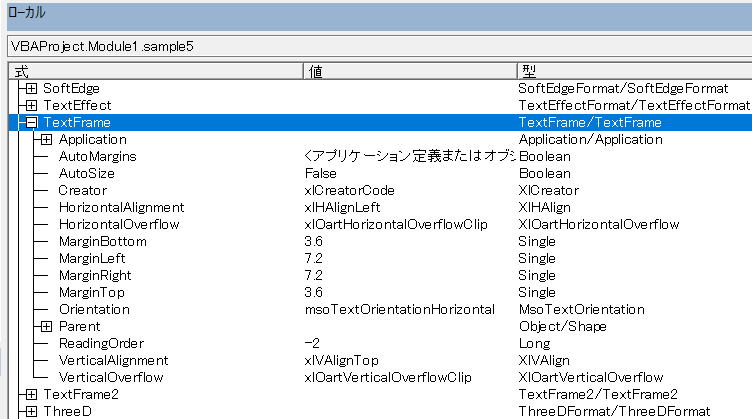 ローカル
VBAProject.Module1.sample5
式 値 型
SoftEdge SoftEdgeFormat/SoftEdgeFormat
TextEffect TextEffectFormat/TextEffectFormat
TextFrame TextFrame/TextFrame
Application Application/Application
AutoMargins <アプリケーション定義またはオブジ Boolean
AutoSize False Boolean
Creator xlCreatorCode XlCreator
HorizontalAlignment xlHAlignLeft XlHAlign
HorizontalOverflow xlOartHorizontalOverflowClip XlOartHorizontalOverflow
MarginBottom 3.6 Single
MarginLeft 7.2 Single
MarginRight 7.2 Single
MarginTop 3.6 Single
Orientation msoTextOrientationHorizontal MsoTextOrientation
Parent Object/Shape
ReadingOrder -2 Long
VerticalAlignment xlVAlignTop XlVAlign
VerticalOverflow xlOartVerticalOverflowClip XlOartVerticalOverflow
TextFrame2 TextFrame2/TextFrame2
ThreeD ThreeDFormat/ThreeDFormat